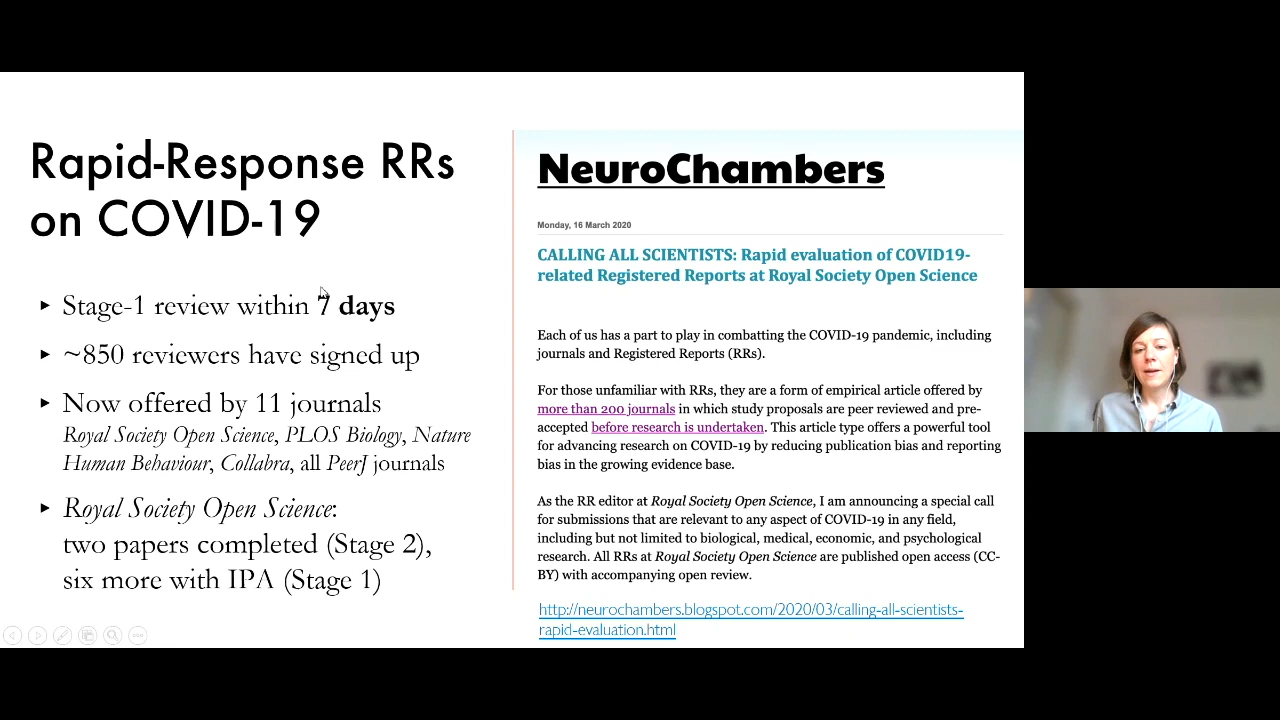 Rapid-Response RRs
on COVID-19
▸ Stage-1 review within 7 days
▸ ~850 reviewers have signed up
▸ Now offered by 11 journals
Royal Society Open Science, PLOS Biology, Nature
Human Behaviour, Collabra, all PeerJ journals
▸ Royal Society Open Science:
two papers completed (Stage 2),
six more with IPA (Stage 1)
NeuroChambers
Monday, 16 March 2020
CALLING ALL SCIENTISTS: Rapid evaluation of COVID19-
related Registered Reports at Royal Society Open Science
Each of us has a part to play in combatting the COVID-19 pandemic, including
journals and Registered Reports (RRs).
For those unfamiliar with RRs, they are a form of empirical article offered by
more than 200 journals in which study proposals are peer reviewed and pre-
accepted before research is undertaken. This article type offers a powerful tool
for advancing research on COVID-19 by reducing publication bias and reporting
bias in the growing evidence base.
As the RR editor at Royal Society Open Science, I am announcing a special call
for submissions that are relevant to any aspect of COVID-19 in any field,
including but not limited to biological, medical, economic, and psychological
research. All RRs at Royal Society Open Science are published open access (CC-
BY) with accompanying open review.
http://neurochambers.blogspot.com/2020/03/calling-all-scientists-
rapid-evaluation.html